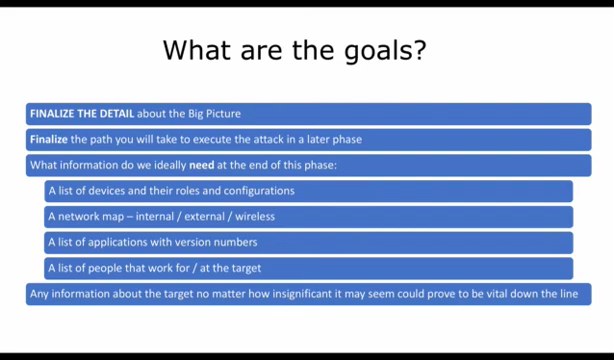 What are the goals?
FINALIZE THE DETAIL about the Big Picture
Finalize the path you will take to execute the attack in a later phase
What information do we ideally need at the end of this phase:
A list of devices and their roles and configurations
A network map – internal / external / wireless
A list of applications with version numbers
A list of people that work for / at the target
Any information about the target no matter how insignificant it may seem could prove to be vital down the line